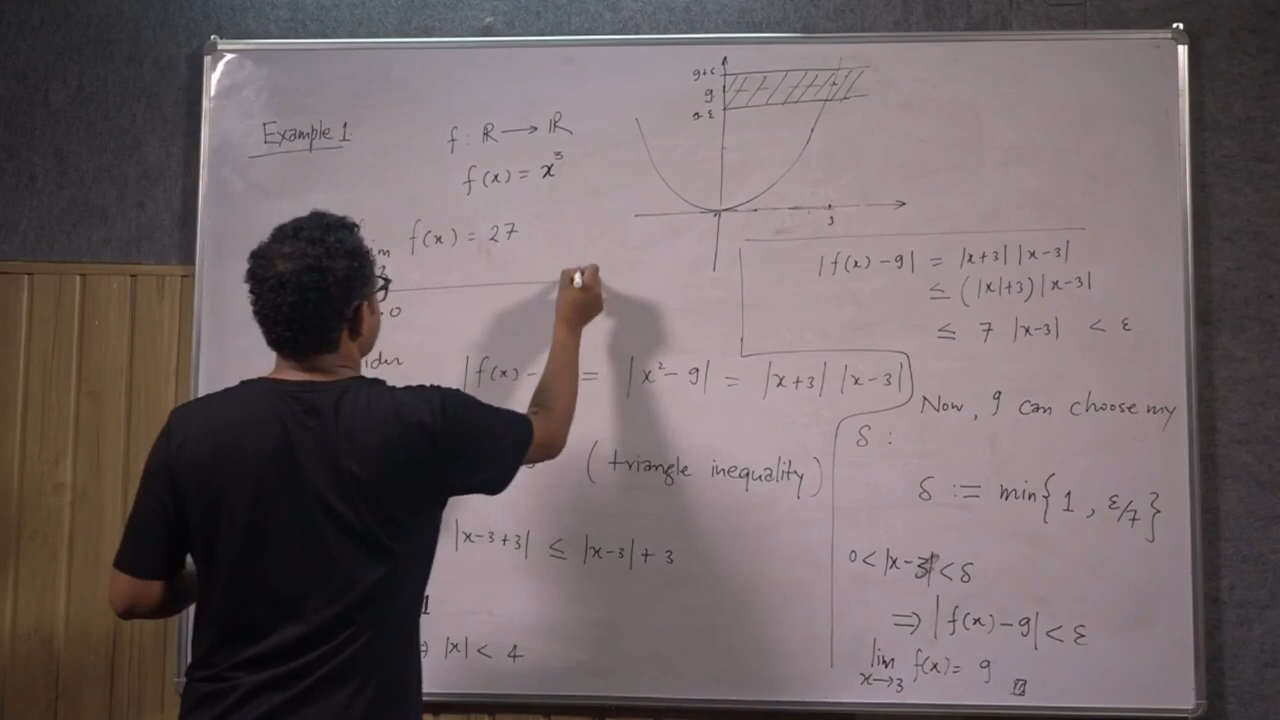 Example 1.
f : ℝ → ℝ
f(x) = x³
f(x) = 27
9+ε
9
3
|f(x) - 9| = |x+3| |x-3|
≤ (|x|+3) |x-3|
≤ 7 |x-3| < ε
|f(x) - = |x² - 9| = |x+3| |x-3|
(triangle inequality)
|x-3+3| ≤ |x-3| + 3
1
|x| < 4
Now, I can choose my
δ :
δ := min{1, ε/7}
0 < |x-3| < δ
⇒ |f(x) - 9| < ε
lim x→3 f(x) = 9